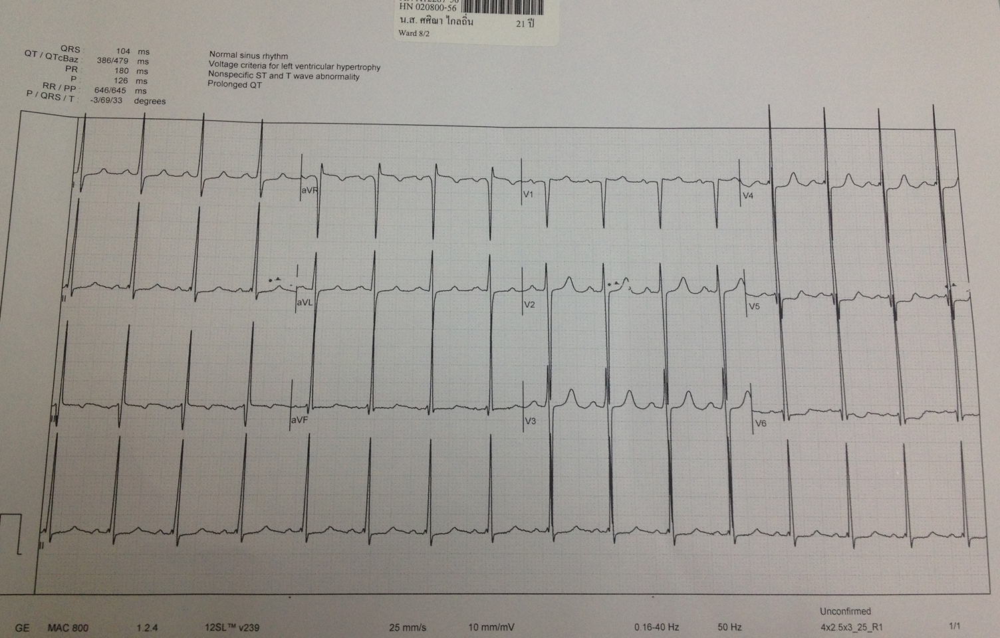 HN 020800-56
น.ส. ศศิฌา ไกลถิ่น 21 ปี
Ward 8/2
QRS : 104 ms
QT / QTcBaz : 386/479 ms
PR : 180 ms
P : 126 ms
RR / PP : 646/645 ms
P / QRS / T : -3/69/33 degrees
Normal sinus rhythm
Voltage criteria for left ventricular hypertrophy
Nonspecific ST and T wave abnormality
Prolonged QT
I aVR V1 V4
II aVL V2 V5
III aVF V3 V6
II
Unconfirmed
GE MAC 800 1.2.4 12SL™ v239 25 mm/s 10 mm/mV 0.16-40 Hz 50 Hz 4x2.5x3_25_R1 1/1